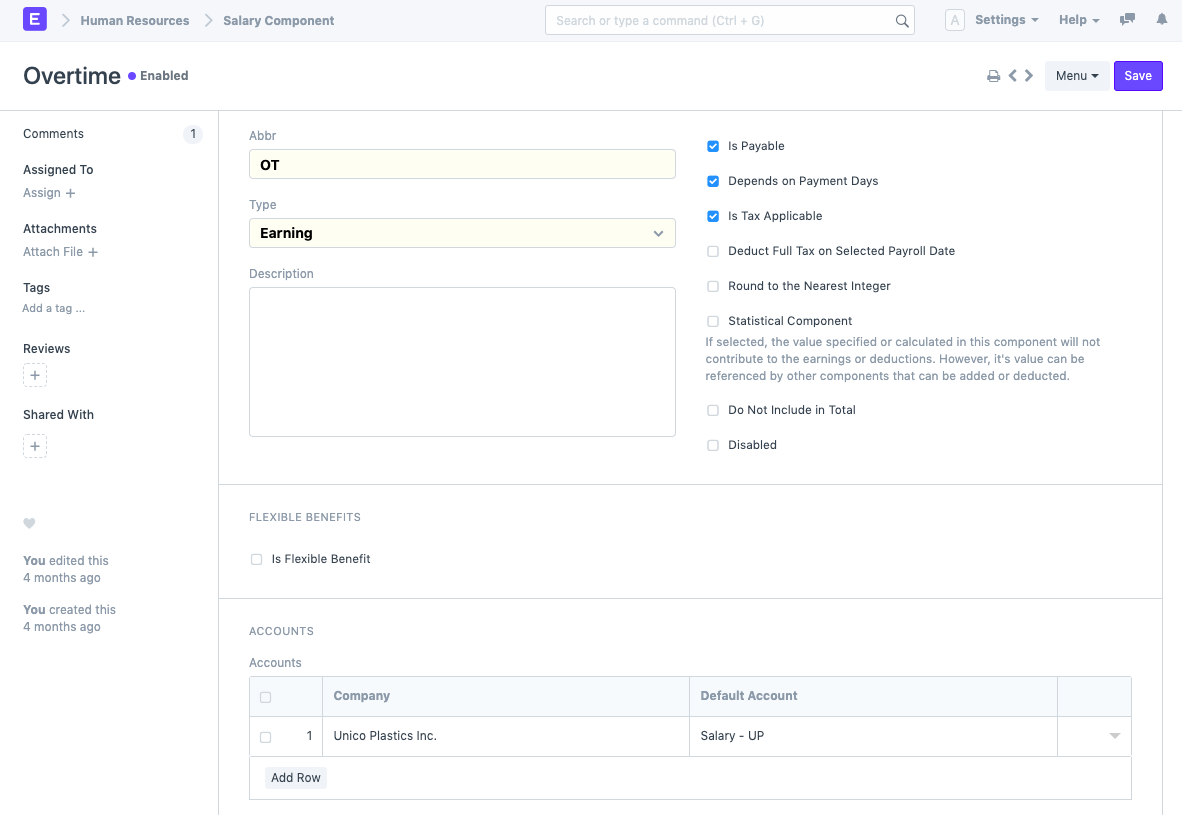 E Human Resources Salary Component Search or type a command (Ctrl + G) A Settings Help
Overtime Enabled Menu Save
Comments 1
Assigned To
Assign +
Attachments
Attach File +
Tags
Add a tag ...
Reviews
+
Shared With
+
You edited this
4 months ago
You created this
4 months ago
Abbr
OT
Type
Earning
Description
Is Payable
Depends on Payment Days
Is Tax Applicable
Deduct Full Tax on Selected Payroll Date
Round to the Nearest Integer
Statistical Component
If selected, the value specified or calculated in this component will not
contribute to the earnings or deductions. However, it's value can be
referenced by other components that can be added or deducted.
Do Not Include in Total
Disabled
FLEXIBLE BENEFITS
Is Flexible Benefit
ACCOUNTS
Accounts
Company Default Account
1 Unico Plastics Inc. Salary - UP
Add Row